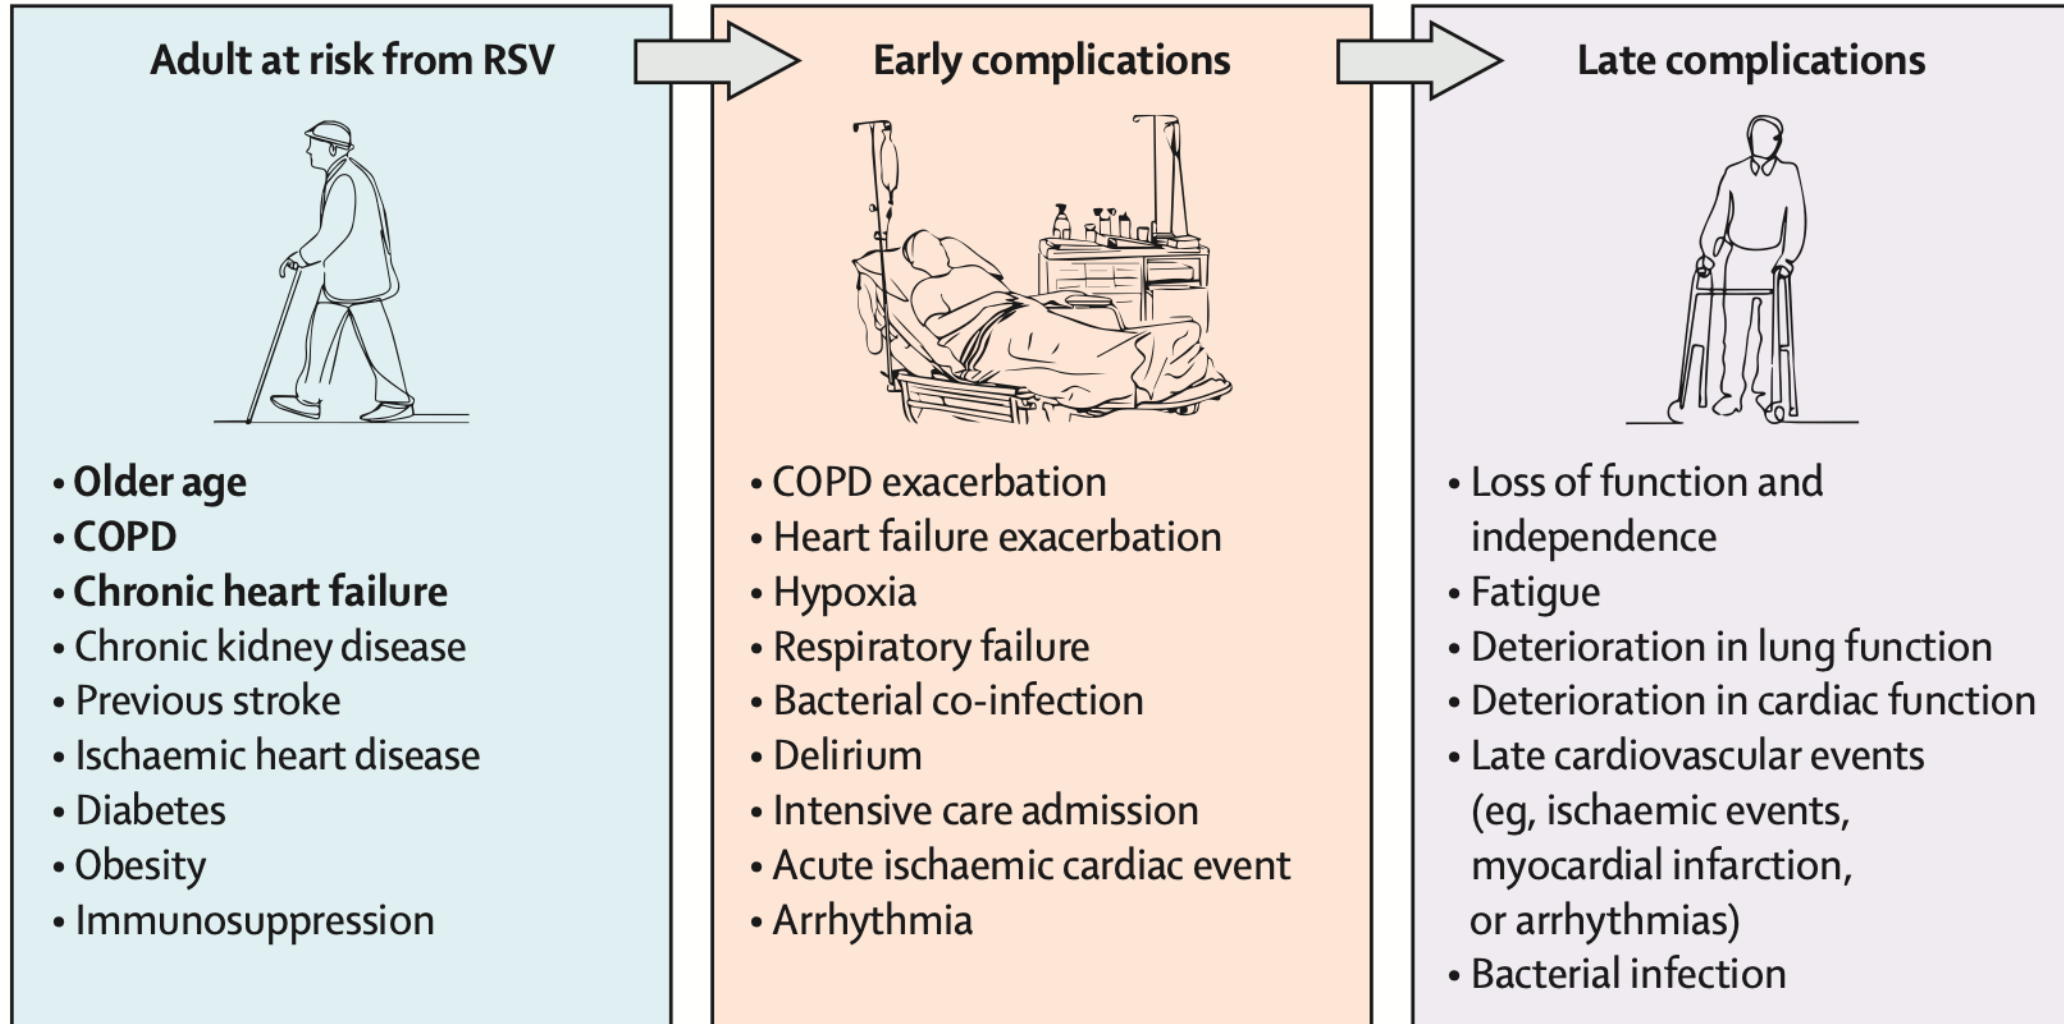 Adult at risk from RSV
• Older age
• COPD
• Chronic heart failure
• Chronic kidney disease
• Previous stroke
• Ischaemic heart disease
• Diabetes
• Obesity
• Immunosuppression
Early complications
• COPD exacerbation
• Heart failure exacerbation
• Hypoxia
• Respiratory failure
• Bacterial co-infection
• Delirium
• Intensive care admission
• Acute ischaemic cardiac event
• Arrhythmia
Late complications
• Loss of function and
independence
• Fatigue
• Deterioration in lung function
• Deterioration in cardiac function
• Late cardiovascular events
(eg, ischaemic events,
myocardial infarction,
or arrhythmias)
• Bacterial infection